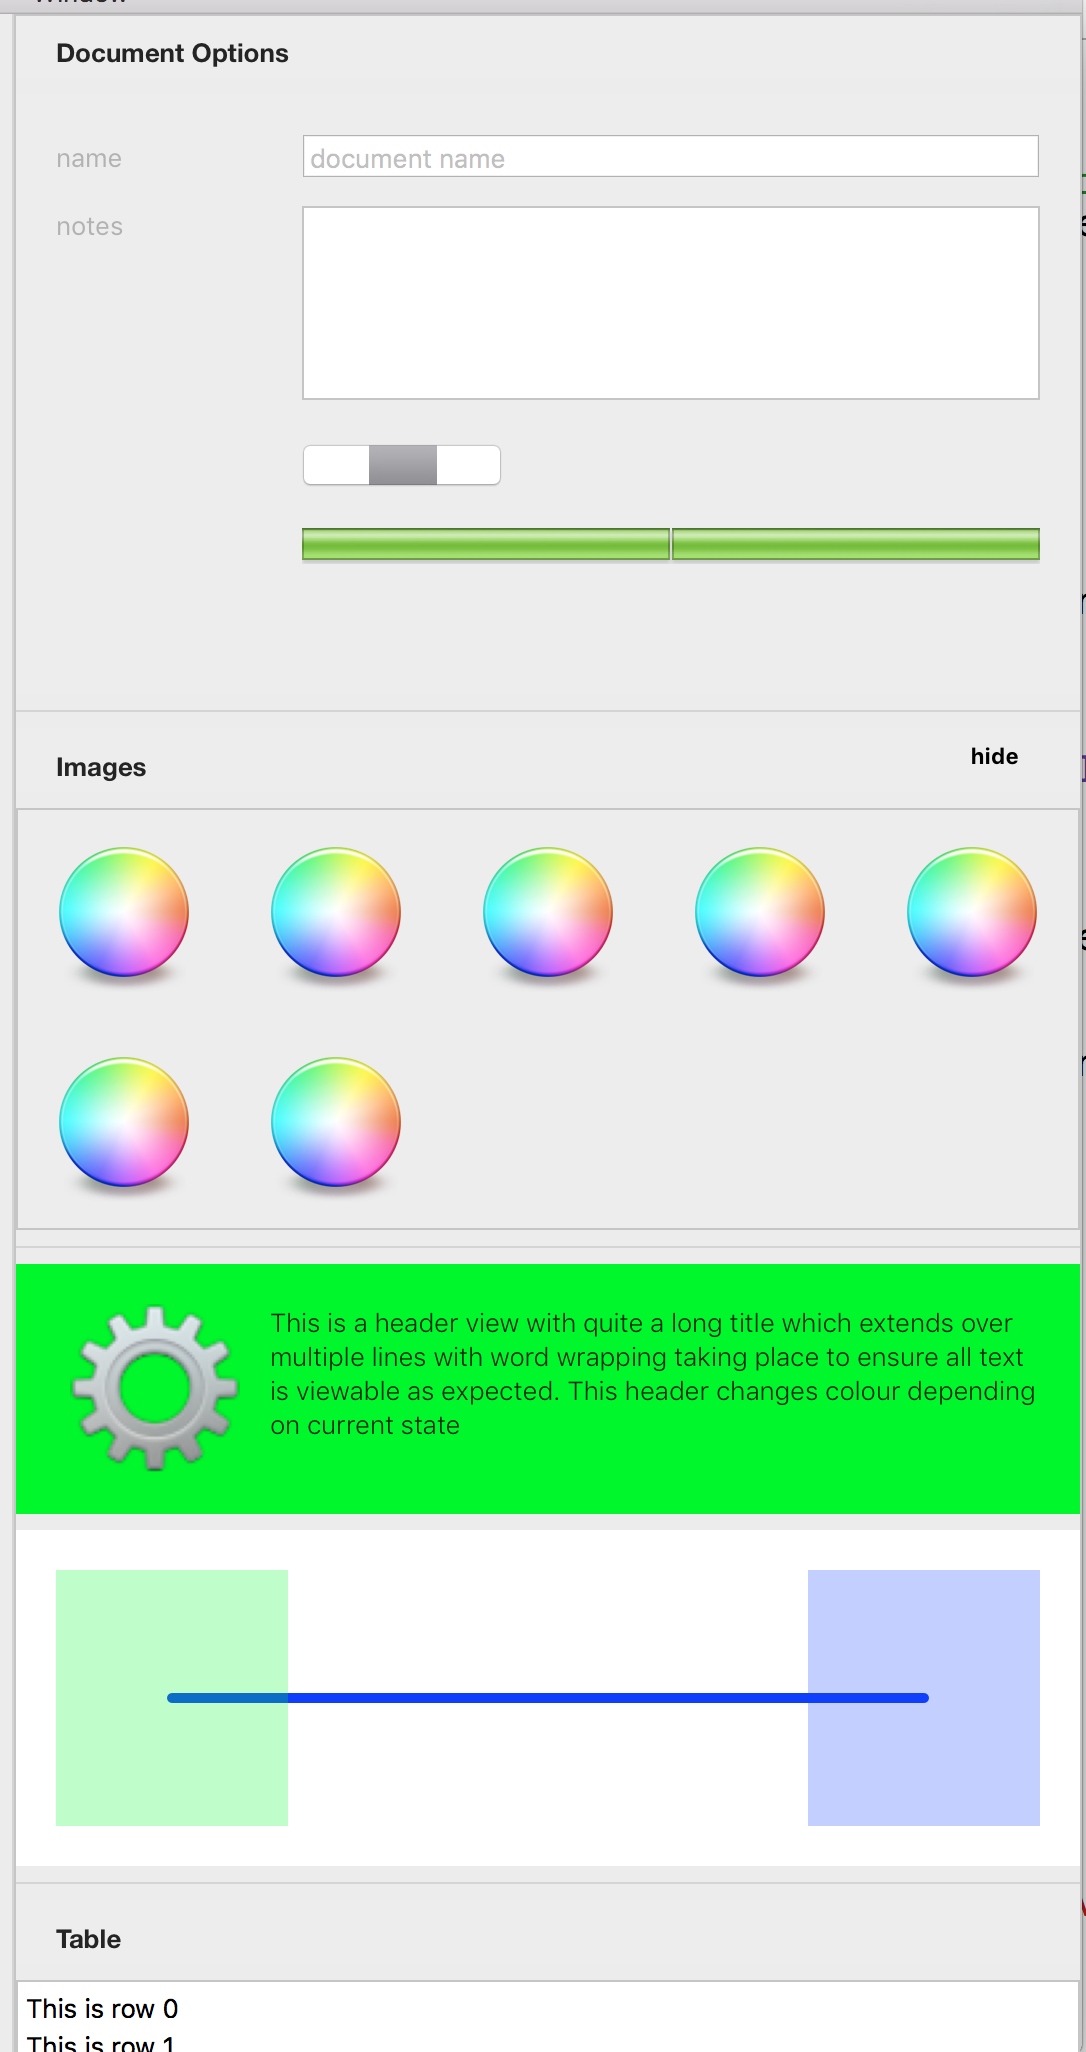 Window
Document Options
name
document name
notes
Images
hide
This is a header view with quite a long title which extends over
multiple lines with word wrapping taking place to ensure all text
is viewable as expected. This header changes colour depending
on current state
Table
This is row 0
This is row 1